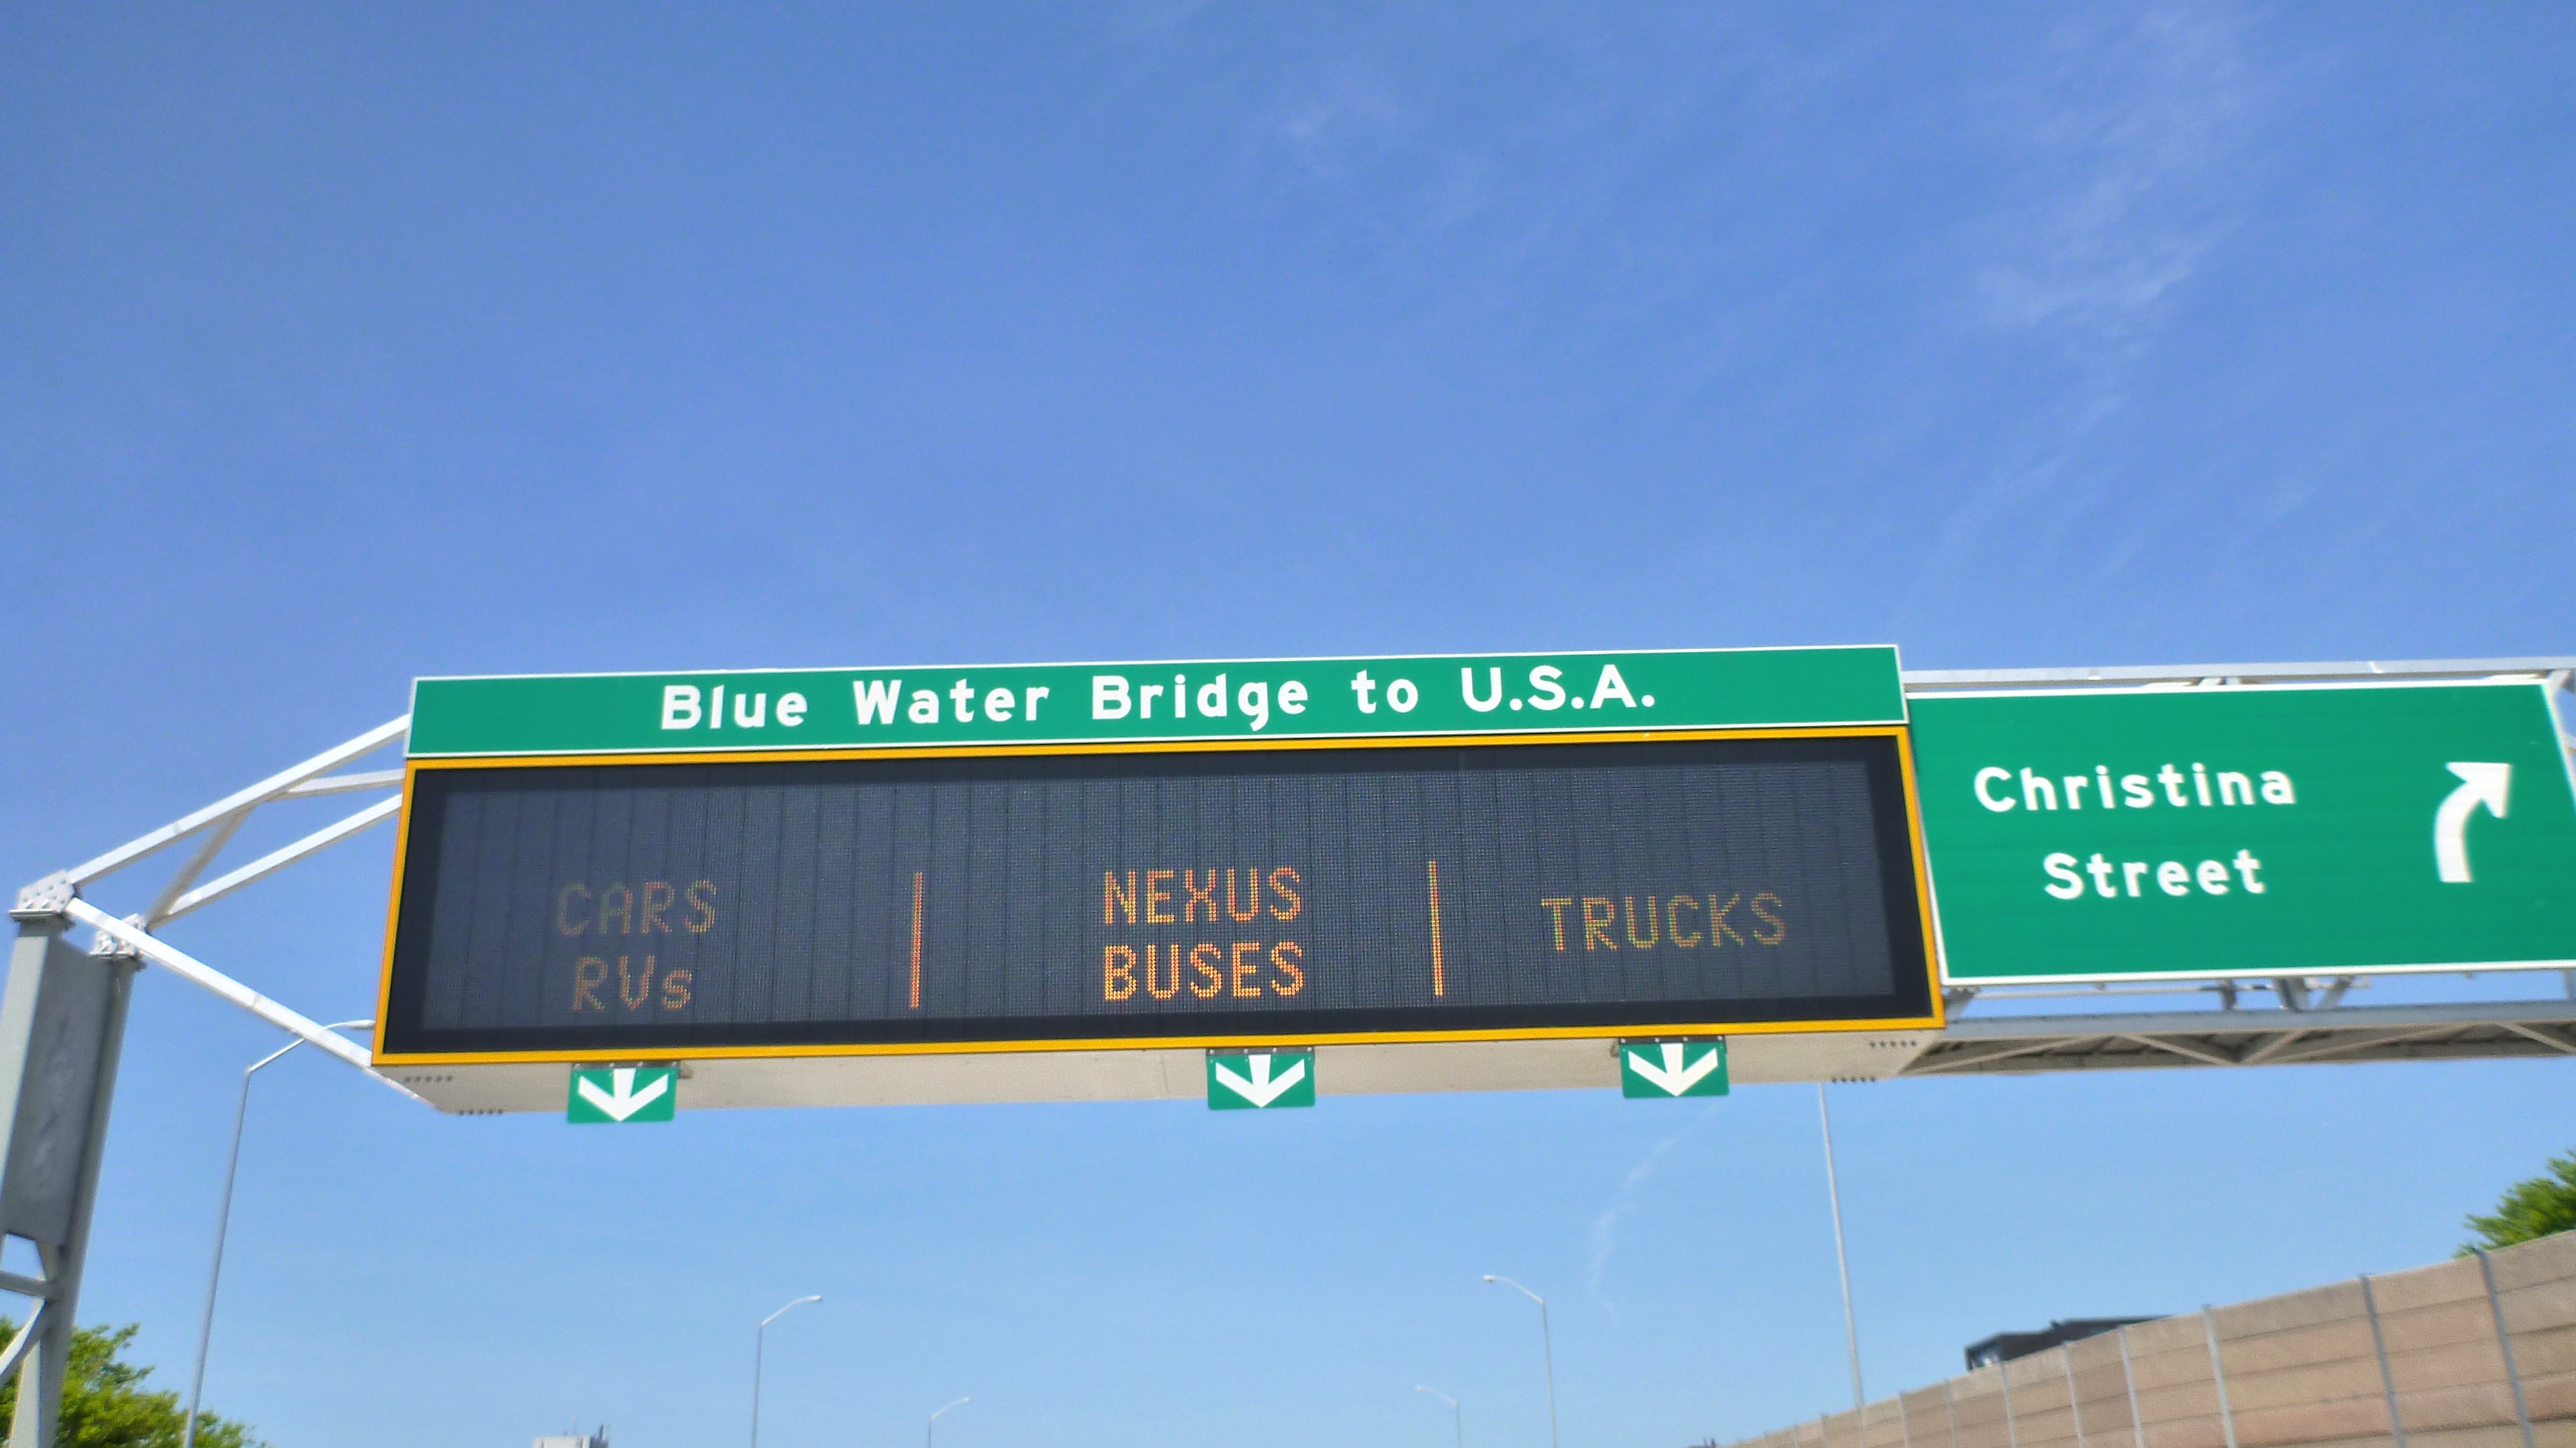 Blue Water Bridge to U.S.A.
CARS
RVs
NEXUS
BUSES
TRUCKS
Christina
Street